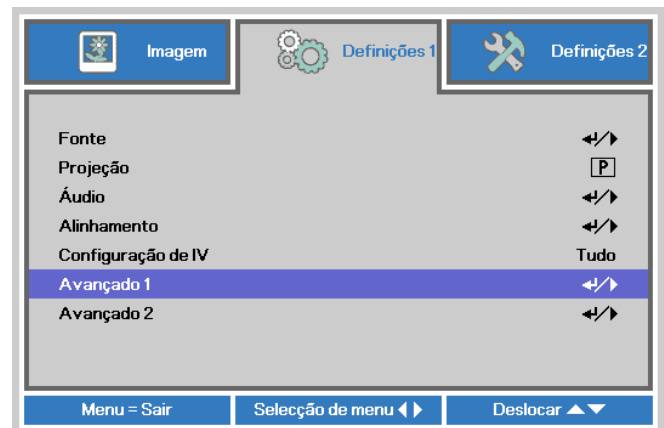 Imagem
Definições 1
Definições 2
Fonte
Projeção P
Áudio
Alinhamento
Configuração de IV Tudo
Avançado 1
Avançado 2
Menu = Sair
Selecção de menu
Deslocar